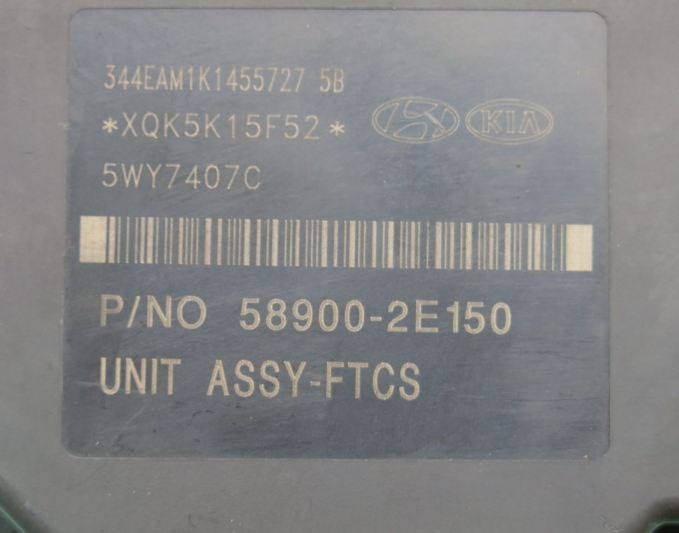 344EAM1K1455727 5B
*XQK5K15F52*
KIA
5WY7407C
P/NO 58900-2E150
UNIT ASSY-FTCS